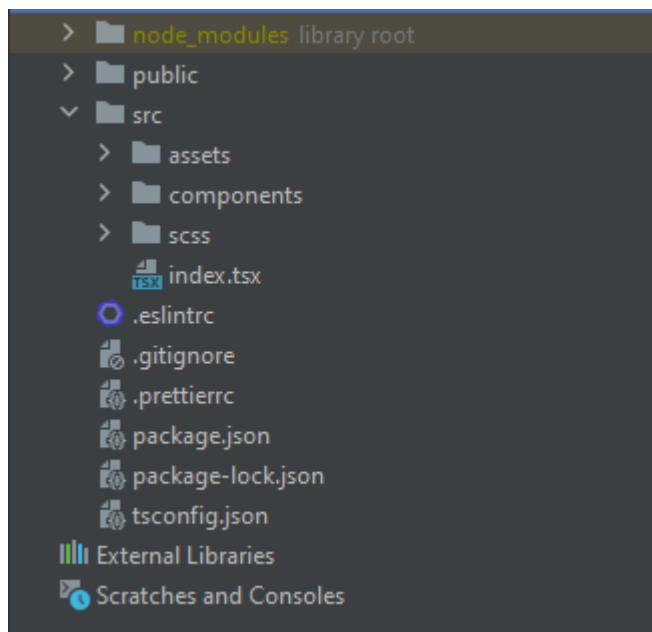 node_modules library root
public
src
assets
components
scss
TSX index.tsx
.eslintrc
.gitignore
.prettierrc
package.json
package-lock.json
tsconfig.json
External Libraries
Scratches and Consoles